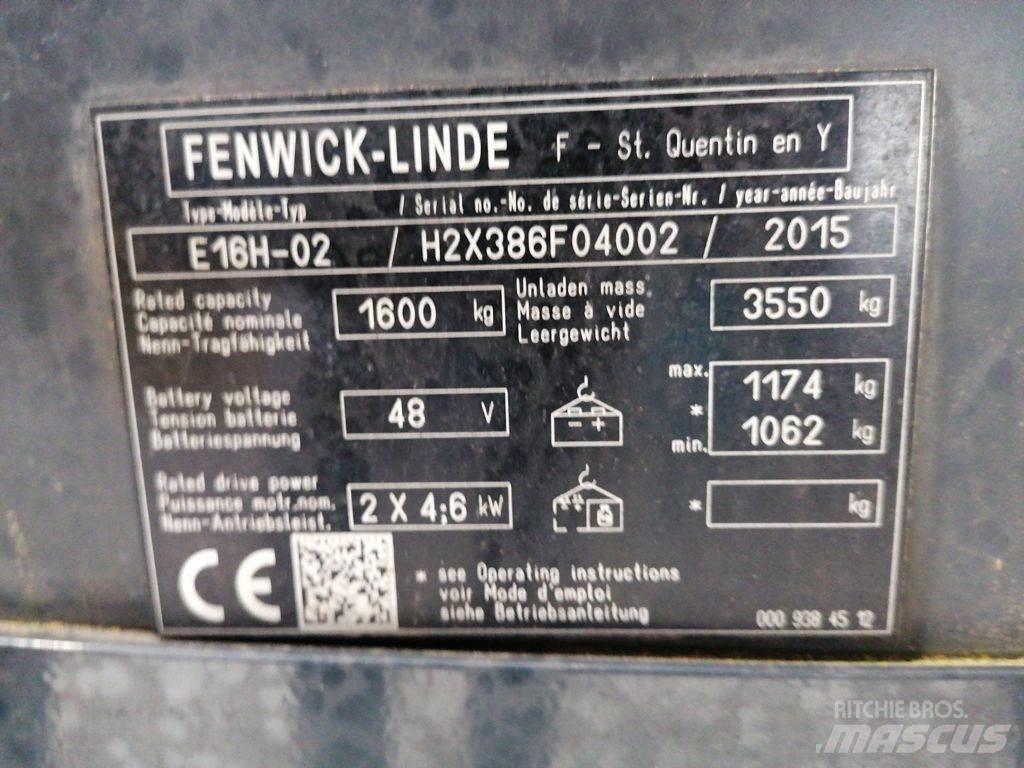 FENWICK-LINDE F - St. Quentin en Y
Type-Modèle-Typ / Serial no.-No. de série-Serien-Nr. / year-année-Baujahr
E16H-02 / H2X386F04002 / 2015
Rated capacity
Capacité nominale
Nenn-Tragfähigkeit
1600 kg
Unladen mass
Masse à vide
Leergewicht
3550 kg
Battery voltage
Tension batterie
Batteriespannung
48 V
- +
max.
*
min.
1174 kg
1062 kg
Rated drive power
Puissance motr.nom.
Nenn-Antriebsleist.
2 X 4;6 kW
* kg
CE
* see Operating instructions
voir Mode d'emploi
siehe Betriebsanleitung
000 938 45 12
RITCHIE BROS.
MASCUS